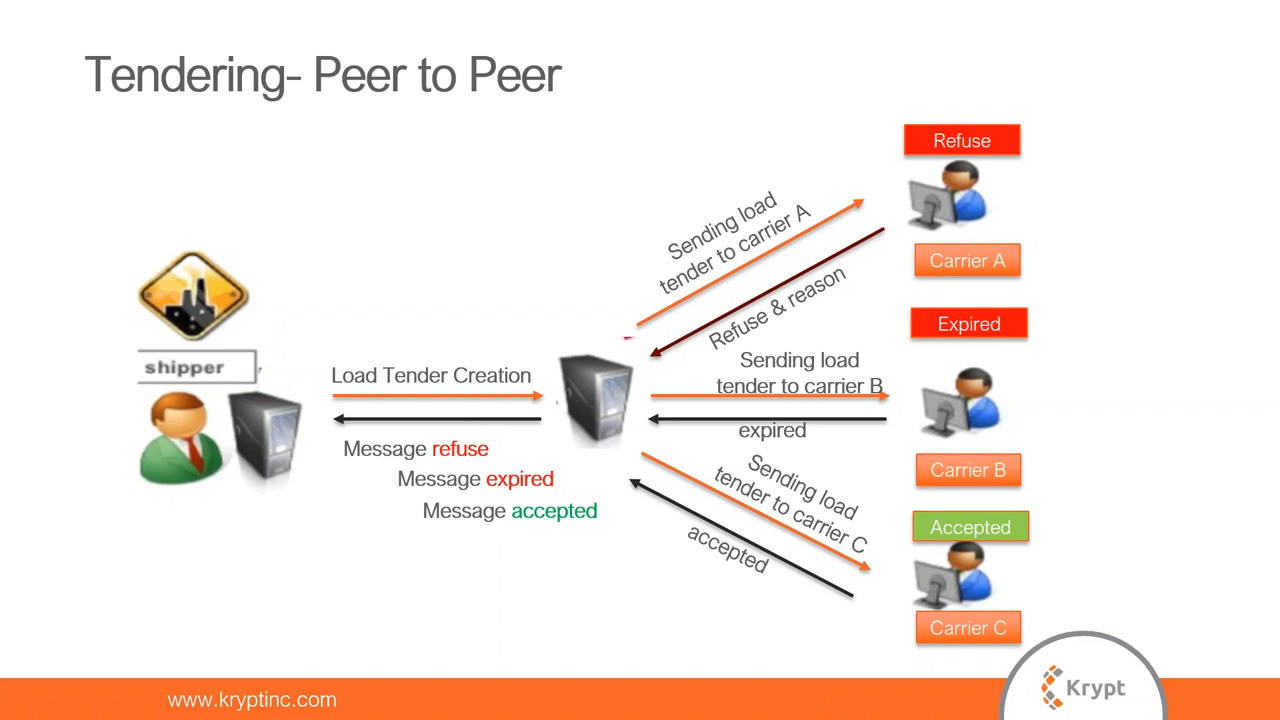 Tendering- Peer to Peer
Refuse
Sending load
tender to carrier A
Refuse & reason
Carrier A
shipper
Load Tender Creation
Message refuse
Message expired
Message accepted
Expired
Sending load
tender to carrier B
expired
Carrier B
Sending load
tender to carrier C
accepted
Accepted
Carrier C
www.kryptinc.com
Krypt